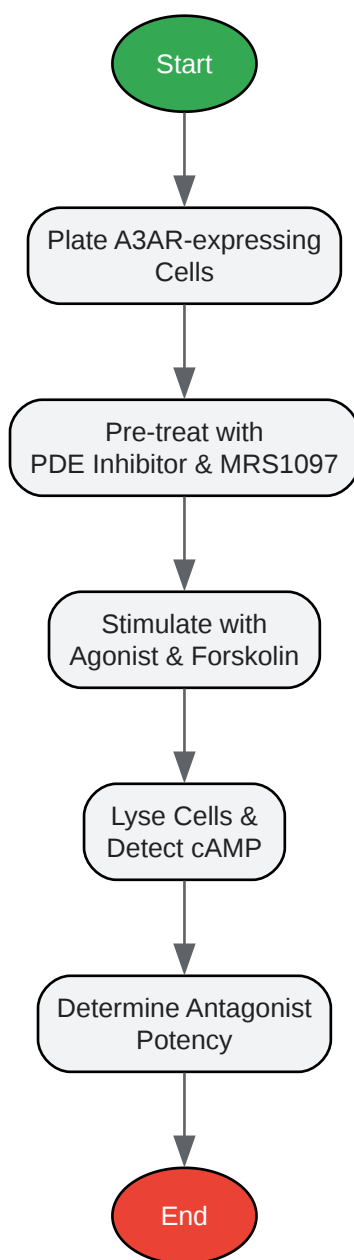 Start
Plate A3AR-expressing
Cells
Pre-treat with
PDE Inhibitor & MRS1097
Stimulate with
Agonist & Forskolin
Lyse Cells &
Detect cAMP
Determine Antagonist
Potency
End